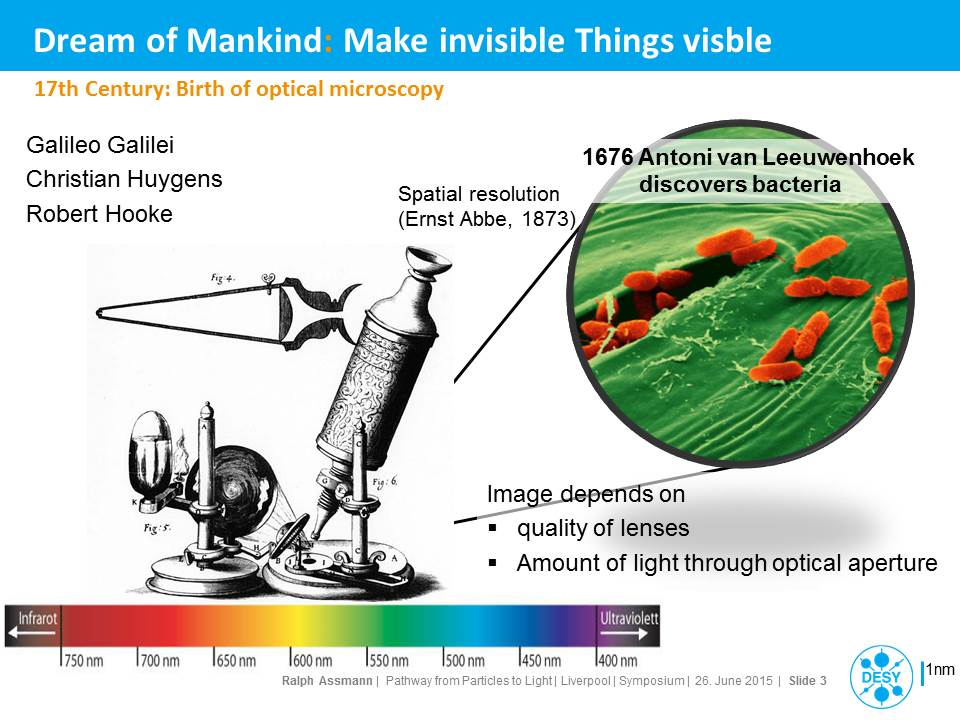 Dream of Mankind: Make invisible Things visble
17th Century: Birth of optical microscopy
Galileo Galilei
Christian Huygens
Robert Hooke
Spatial resolution
(Ernst Abbe, 1873)
1676 Antoni van Leeuwenhoek
discovers bacteria
Fig: 4.
A
C
G
F
D
Fig: 6.
K
Fig: 5.
H
B
I
I
C
A
Image depends on
▪ quality of lenses
▪ Amount of light through optical aperture
Infrarot
Ultraviolett
750 nm
700 nm
650 nm
600 nm
550 nm
500 nm
450 nm
400 nm
Ralph Assmann | Pathway from Particles to Light | Liverpool | Symposium | 26. June 2015 | Slide 3
DESY
1nm